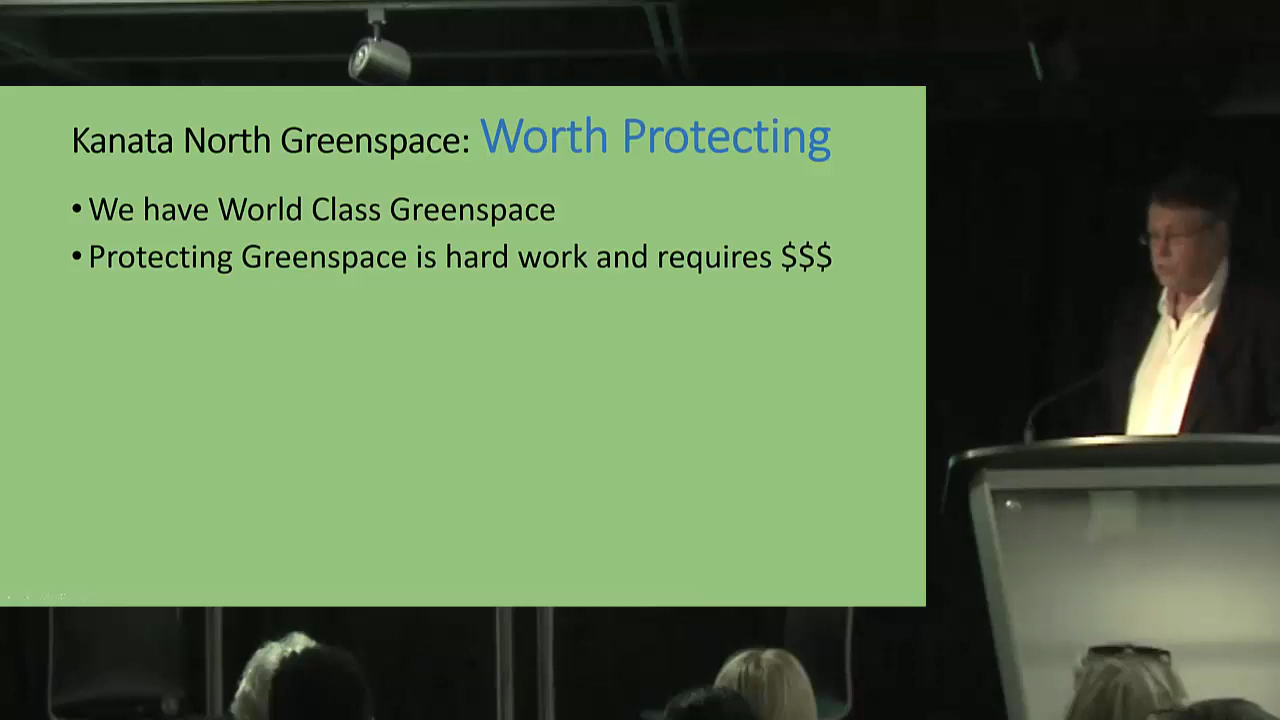 Kanata North Greenspace: Worth Protecting
• We have World Class Greenspace
• Protecting Greenspace is hard work and requires $$$